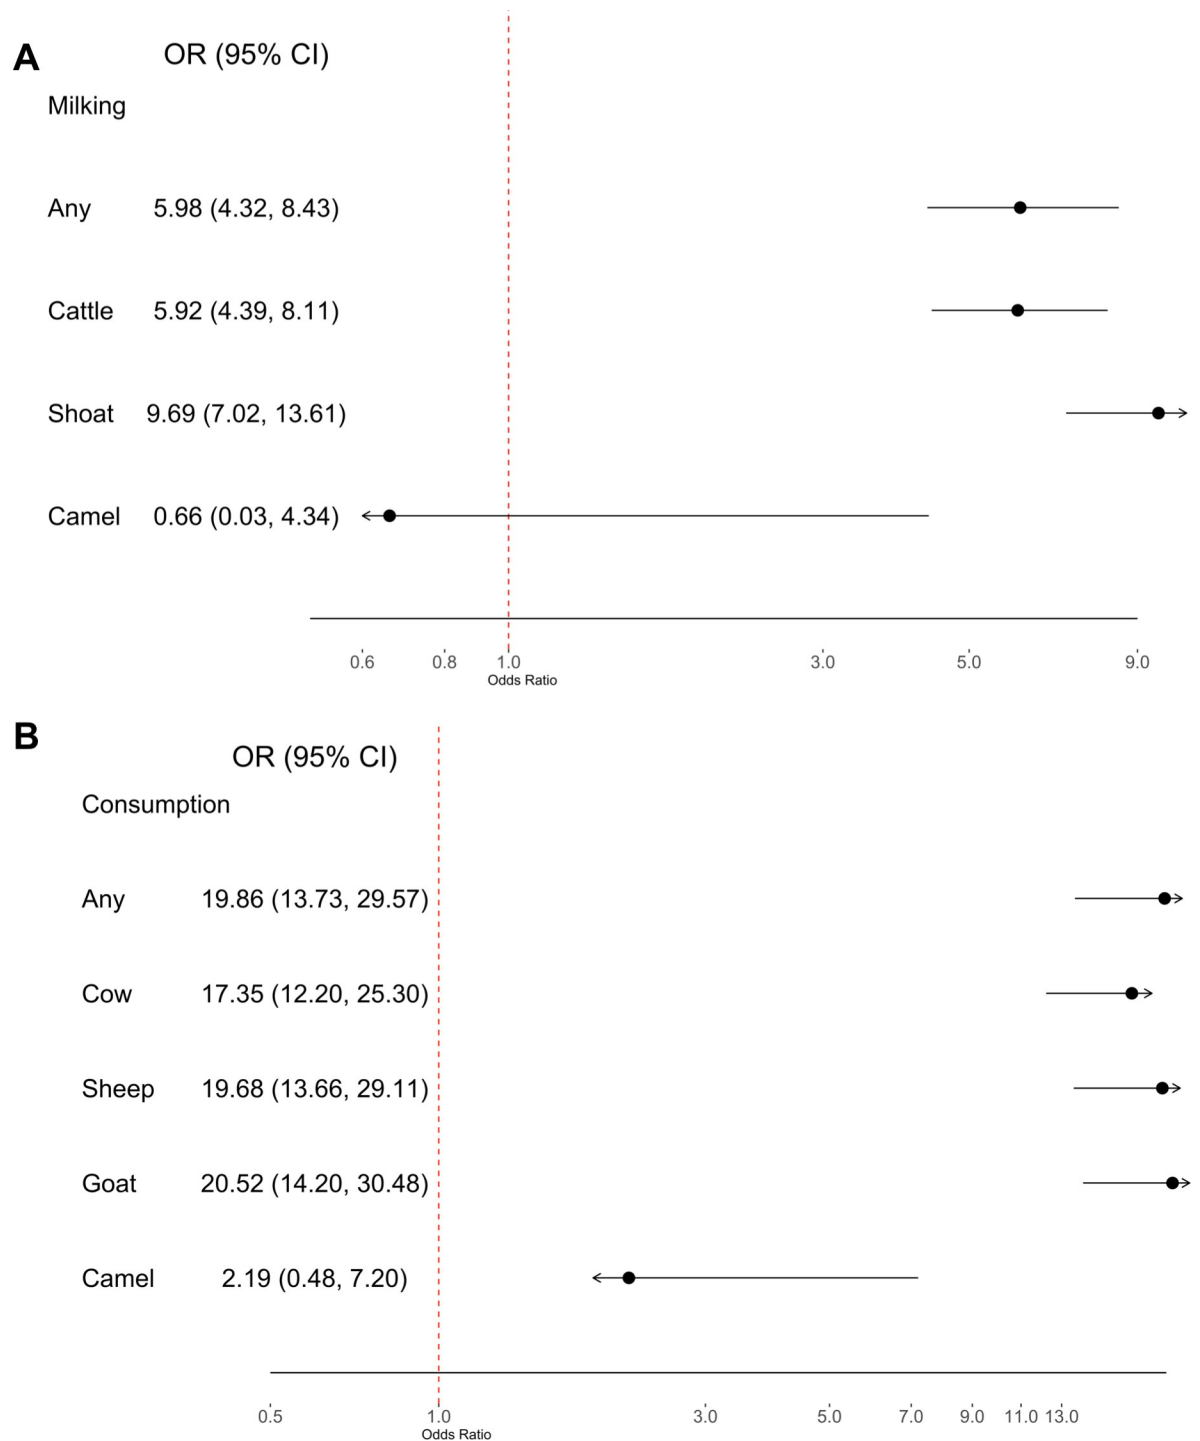 A
OR (95% CI)
Milking
Any 5.98 (4.32, 8.43)
Cattle 5.92 (4.39, 8.11)
Shoat 9.69 (7.02, 13.61)
Camel 0.66 (0.03, 4.34)
0.6 0.8 1.0 3.0 5.0 9.0
Odds Ratio
B
OR (95% CI)
Consumption
Any 19.86 (13.73, 29.57)
Cow 17.35 (12.20, 25.30)
Sheep 19.68 (13.66, 29.11)
Goat 20.52 (14.20, 30.48)
Camel 2.19 (0.48, 7.20)
0.5 1.0 3.0 5.0 7.0 9.0 11.0 13.0
Odds Ratio